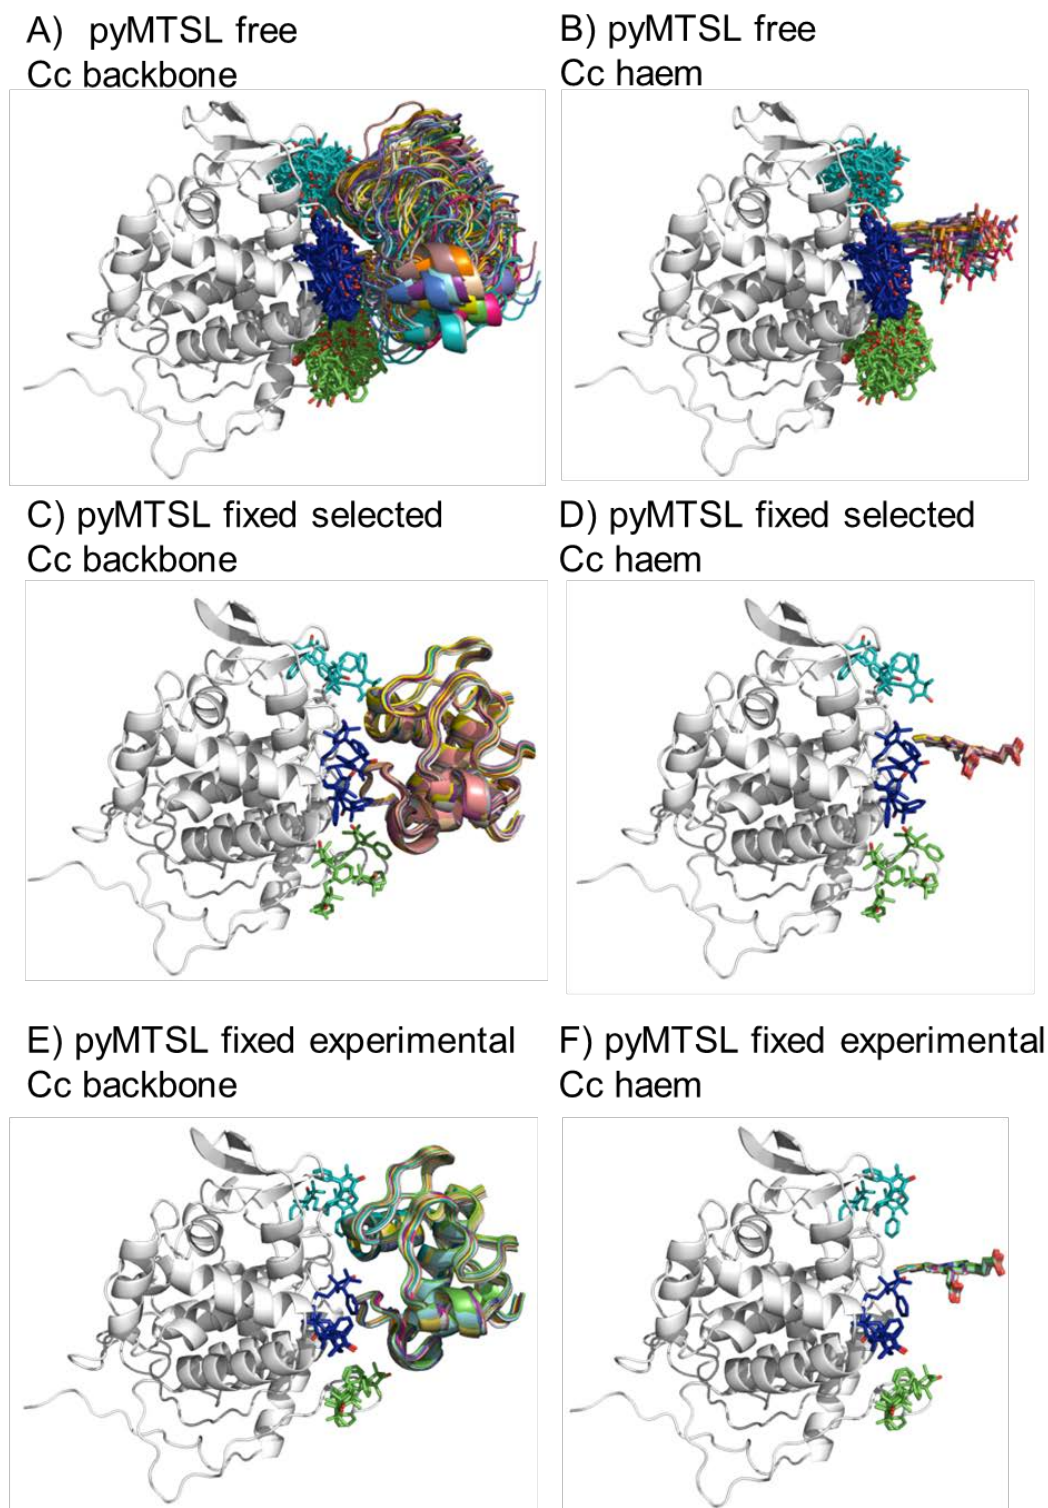 A) pyMTSL free
Cc backbone
B) pyMTSL free
Cc haem
C) pyMTSL fixed selected
Cc backbone
D) pyMTSL fixed selected
Cc haem
E) pyMTSL fixed experimental
Cc backbone
F) pyMTSL fixed experimental
Cc haem